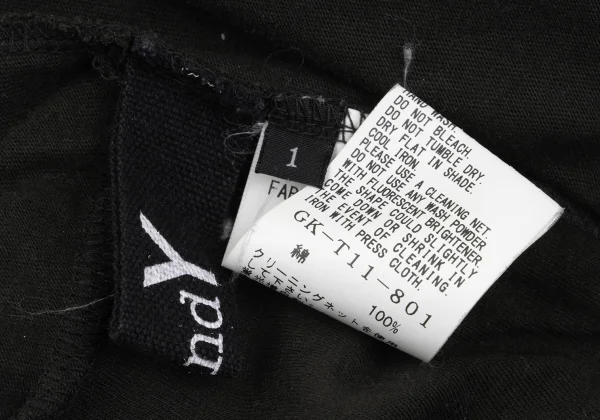 ndY
1
FAB
HAND WASH.
DO NOT BLEACH.
DO NOT TUMBLE DRY.
DRY FLAT IN SHADE.
COOL IRON.
PLEASE USE A CLEANING NET.
DO NOT USE ANY WASH POWDER
WITH FLUORESCENT BRIGHTENER.
THE SHAPE COULD SLIGHTLY
COME DOWN OR SHRINK IN
THE EVENT OF CLEANING.
IRON WITH PRESS CLOTH.
GK-T11-801
綿 100%
クリーニングネットを使用
して下さい